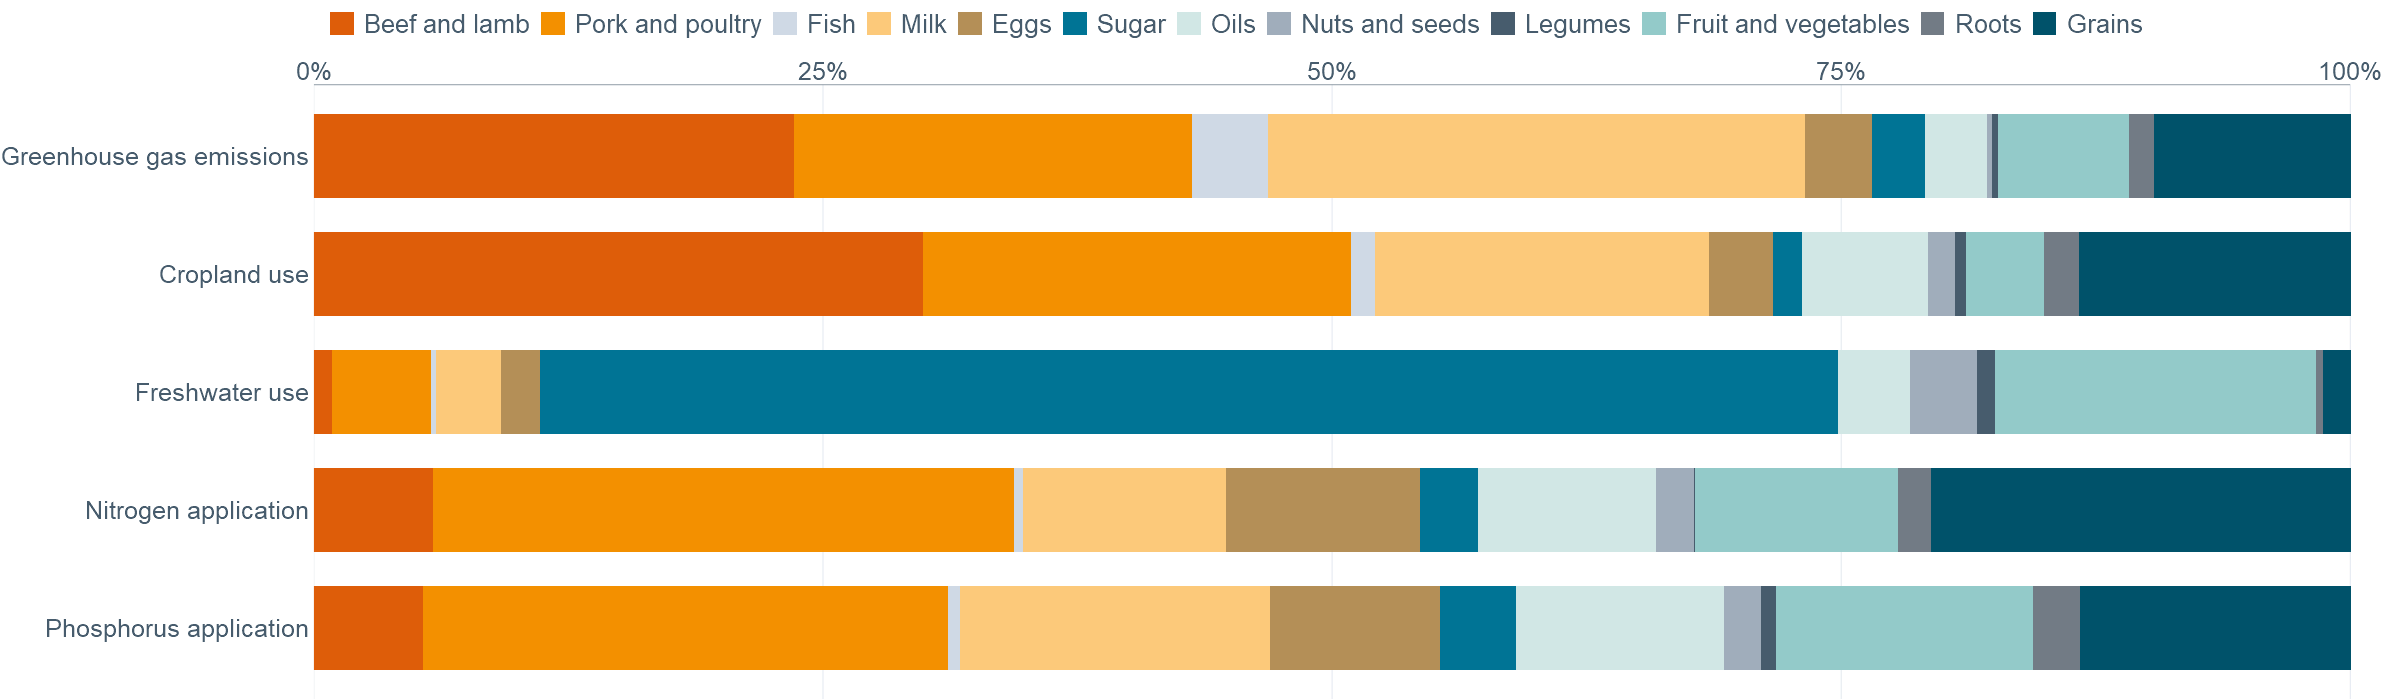 Beef and lamb Pork and poultry Fish Milk Eggs Sugar Oils Nuts and seeds Legumes Fruit and vegetables Roots Grains
0% 25% 50% 75% 100%
Greenhouse gas emissions
Cropland use
Freshwater use
Nitrogen application
Phosphorus application